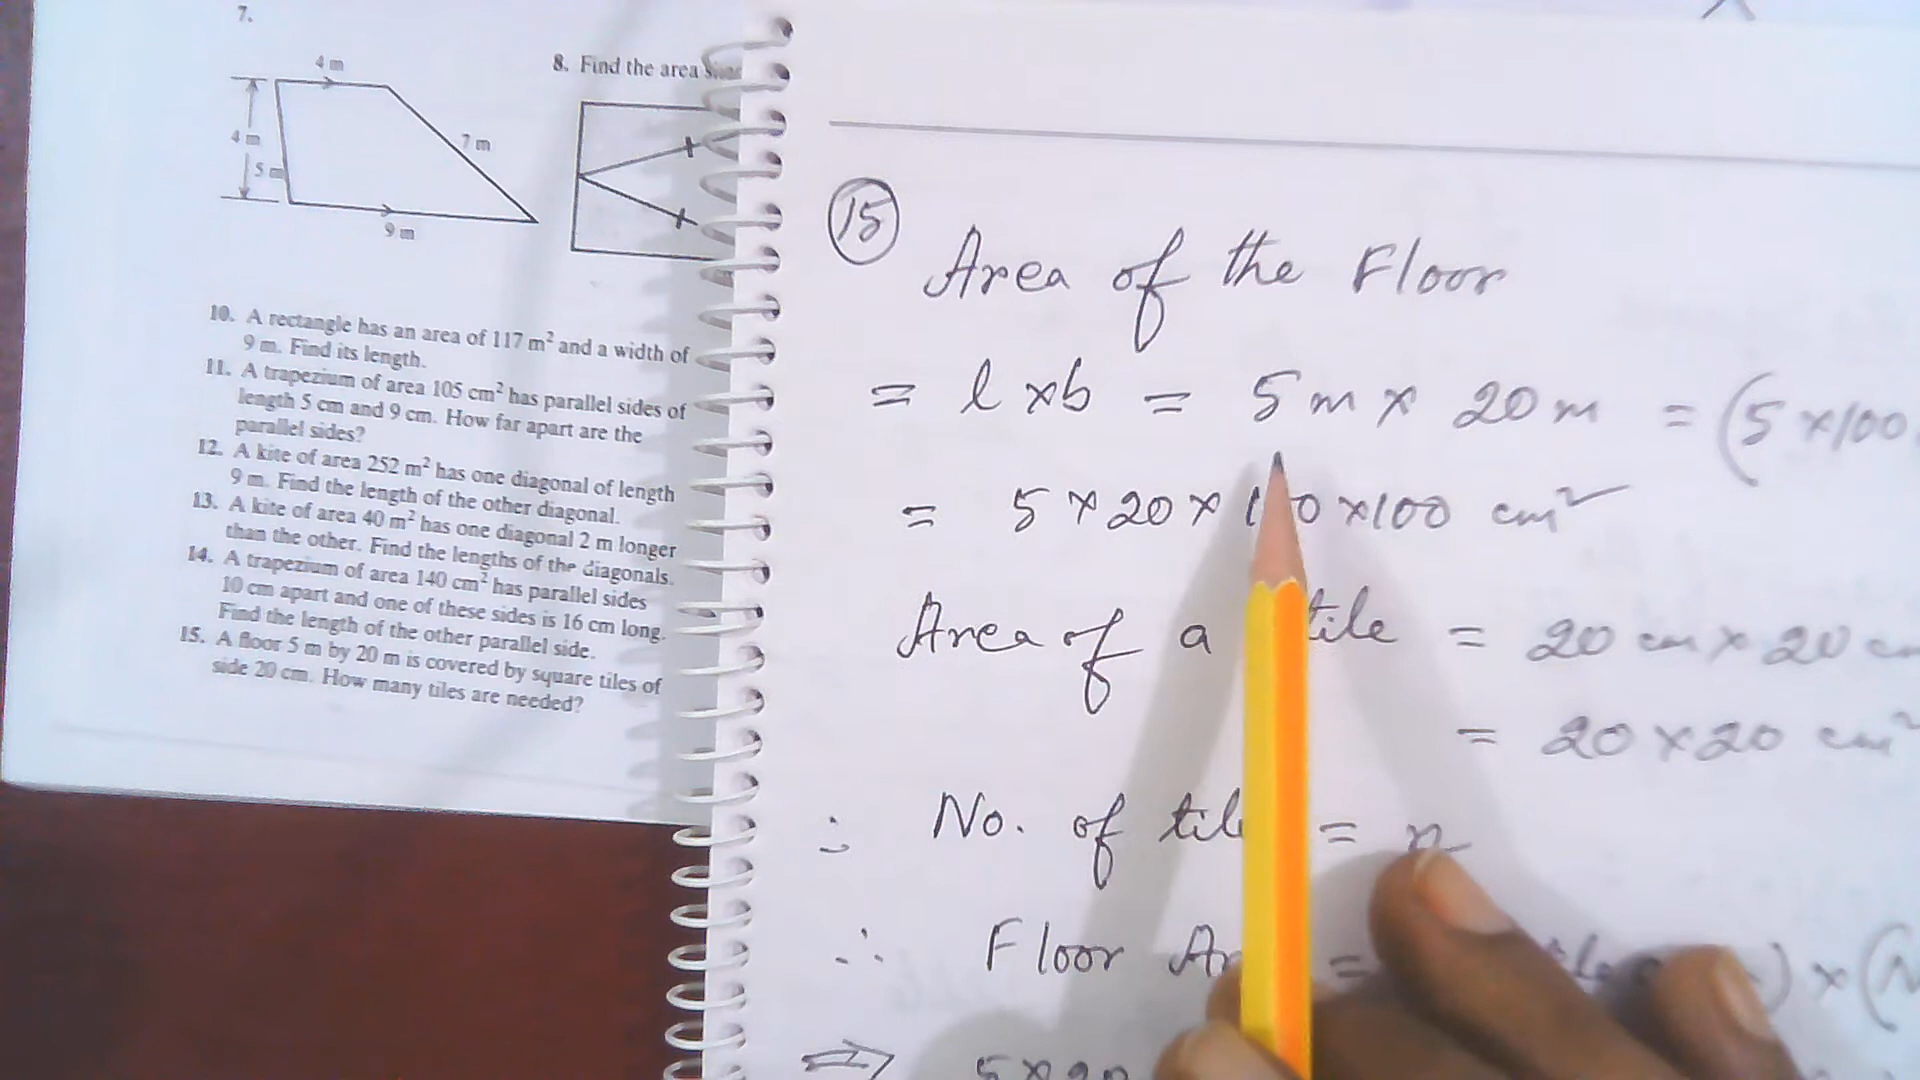 7.
4 m
4 m
5 m
7 m
9 m
8. Find the area
10. A rectangle has an area of 117 m² and a width of
9 m. Find its length.
11. A trapezium of area 105 cm² has parallel sides of
length 5 cm and 9 cm. How far apart are the
parallel sides?
12. A kite of area 252 m² has one diagonal of length
9 m. Find the length of the other diagonal.
13. A kite of area 40 m² has one diagonal 2 m longer
than the other. Find the lengths of the diagonals.
14. A trapezium of area 140 cm² has parallel sides
10 cm apart and one of these sides is 16 cm long.
Find the length of the other parallel side.
15. A floor 5 m by 20 m is covered by square tiles of
side 20 cm. How many tiles are needed?
15
Area of the Floor
= l × b = 5 m × 20 m = (5 × 100
= 5 × 20 × 100 × 100 cm²
Area of a tile = 20 cm × 20 c
= 20 × 20 cm²
∴ No. of = n
∴ Floor = ) × (N
⇒ 5 × 20